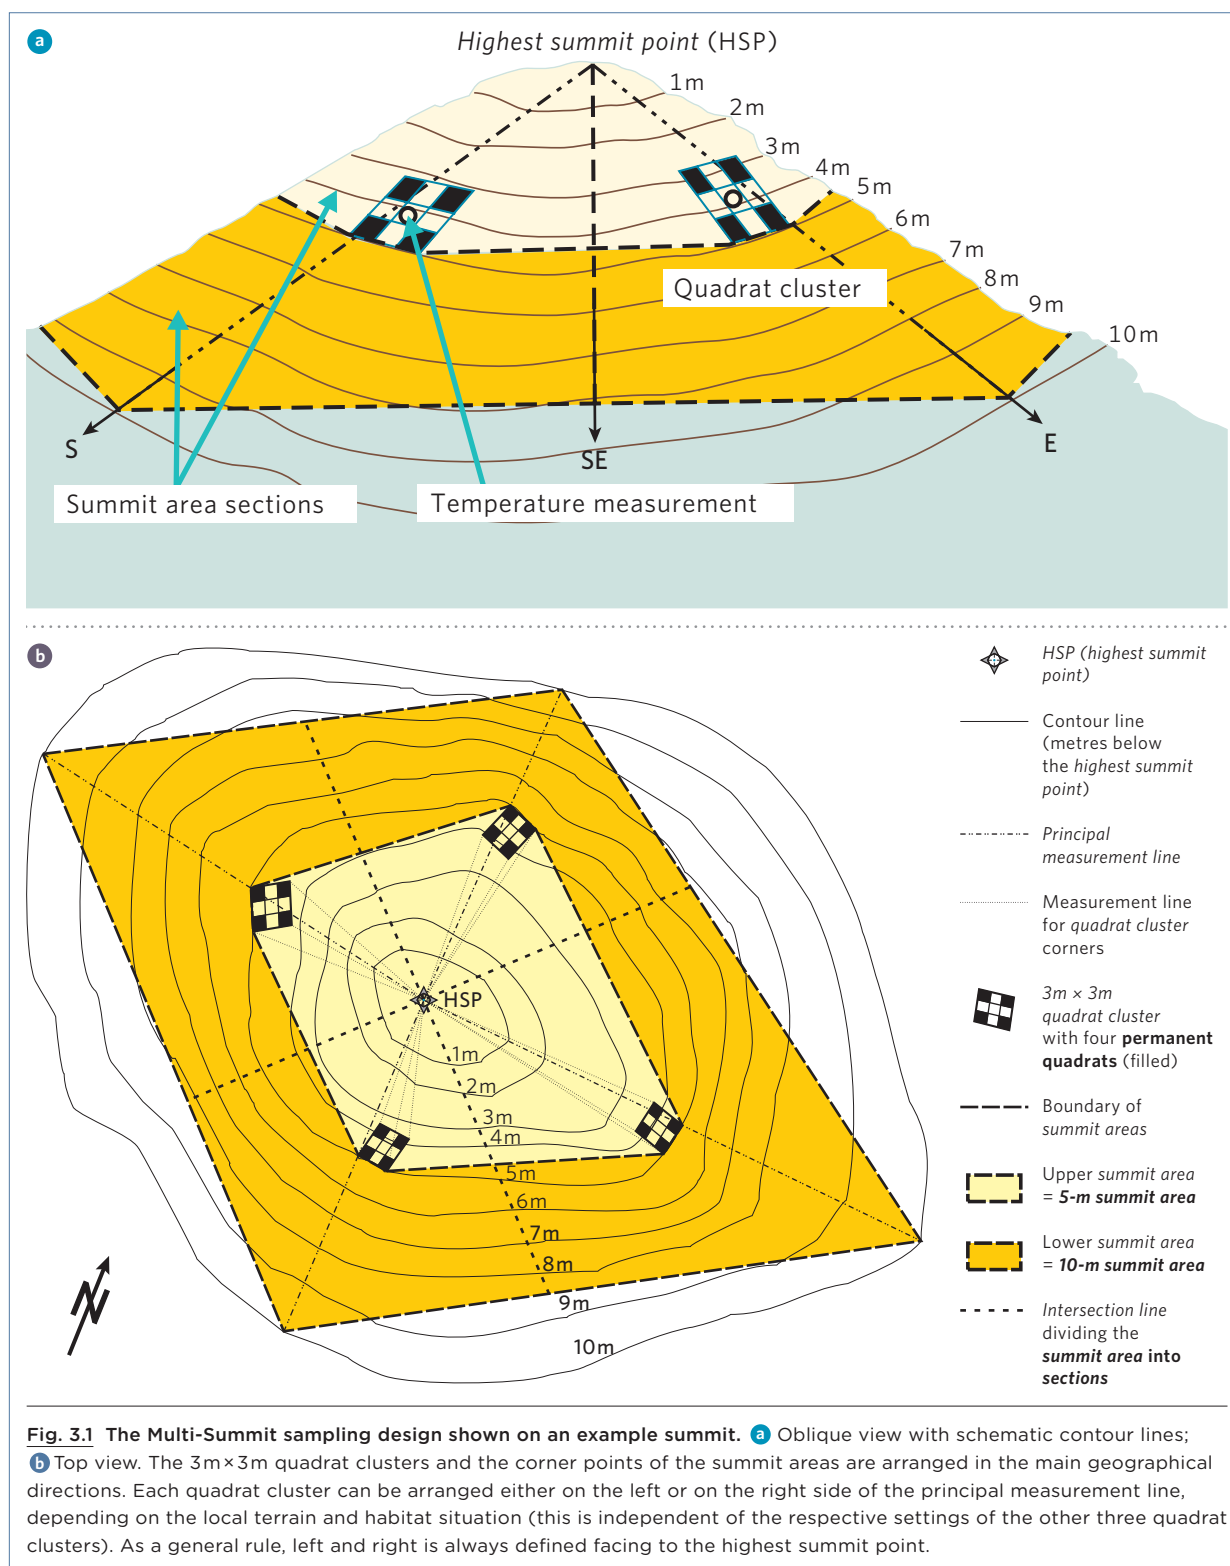 a
Highest summit point (HSP)
1m
2m
3m
4m
5m
6m
7m
8m
9m
10m
Quadrat cluster
S
SE
E
Summit area sections
Temperature measurement
b
HSP
1m
2m
3m
4m
5m
6m
7m
8m
9m
10m
N
HSP (highest summit
point)
Contour line
(metres below
the highest summit
point)
Principal
measurement line
Measurement line
for quadrat cluster
corners
3m × 3m
quadrat cluster
with four permanent
quadrats (filled)
Boundary of
summit areas
Upper summit area
= 5-m summit area
Lower summit area
= 10-m summit area
Intersection line
dividing the
summit area into
sections
Fig. 3.1 The Multi-Summit sampling design shown on an example summit. a Oblique view with schematic contour lines;
b Top view. The 3m×3m quadrat clusters and the corner points of the summit areas are arranged in the main geographical
directions. Each quadrat cluster can be arranged either on the left or on the right side of the principal measurement line,
depending on the local terrain and habitat situation (this is independent of the respective settings of the other three quadrat
clusters). As a general rule, left and right is always defined facing to the highest summit point.